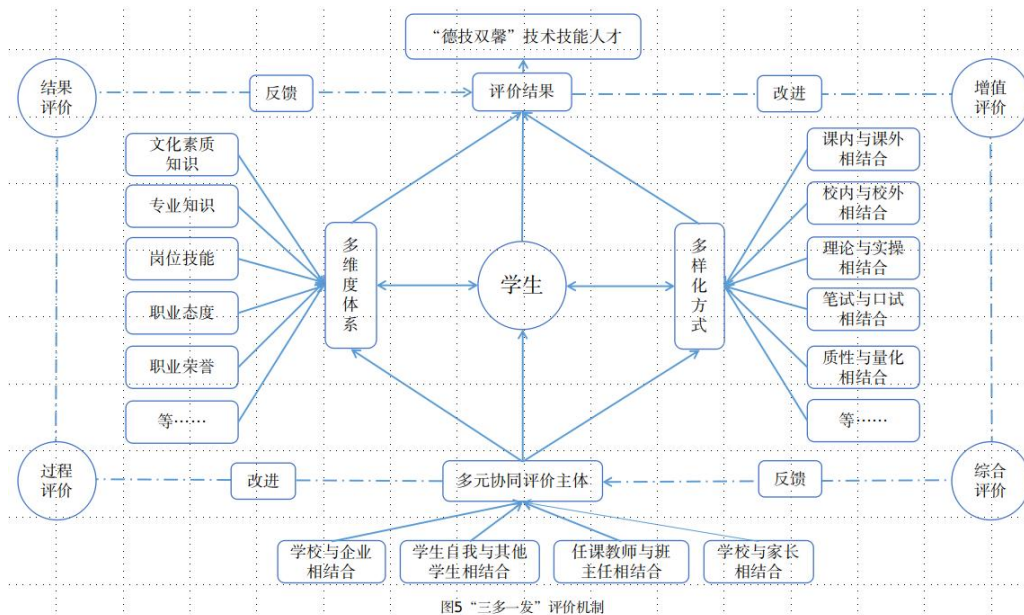 “德技双馨”技术技能人才
结果
评价
反馈
评价结果
改进
增值
评价
文化素质
知识
专业知识
岗位技能
职业态度
职业荣誉
等……
多维度体系
学生
多样化方式
课内与课外
相结合
校内与校外
相结合
理论与实操
相结合
笔试与口试
相结合
质性与量化
相结合
等……
过程
评价
改进
多元协同评价主体
反馈
综合
评价
学校与企业
相结合
学生自我与其他
学生相结合
任课教师与班
主任相结合
学校与家长
相结合
图5“三多一发”评价机制